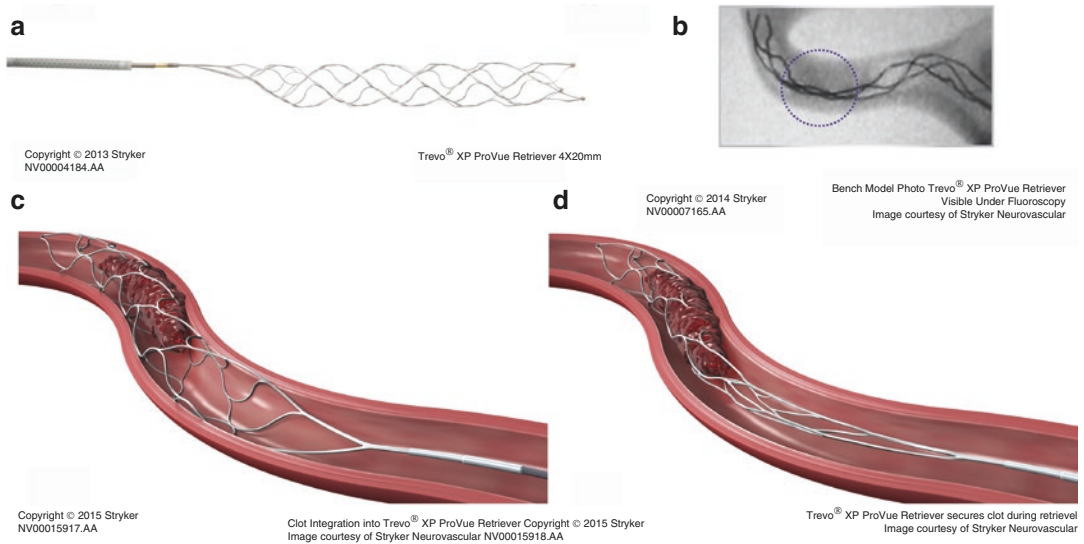 a
Copyright © 2013 Stryker
NV00004184.AA
Trevo® XP ProVue Retriever 4X20mm
b
Copyright © 2014 Stryker
NV00007165.AA
Bench Model Photo Trevo® XP ProVue Retriever
Visible Under Fluoroscopy
Image courtesy of Stryker Neurovascular
c
Copyright © 2015 Stryker
NV00015917.AA
Clot Integration into Trevo® XP ProVue Retriever Copyright © 2015 Stryker
Image courtesy of Stryker Neurovascular NV00015918.AA
d
Trevo® XP ProVue Retriever secures clot during retrievel
Image courtesy of Stryker Neurovascular